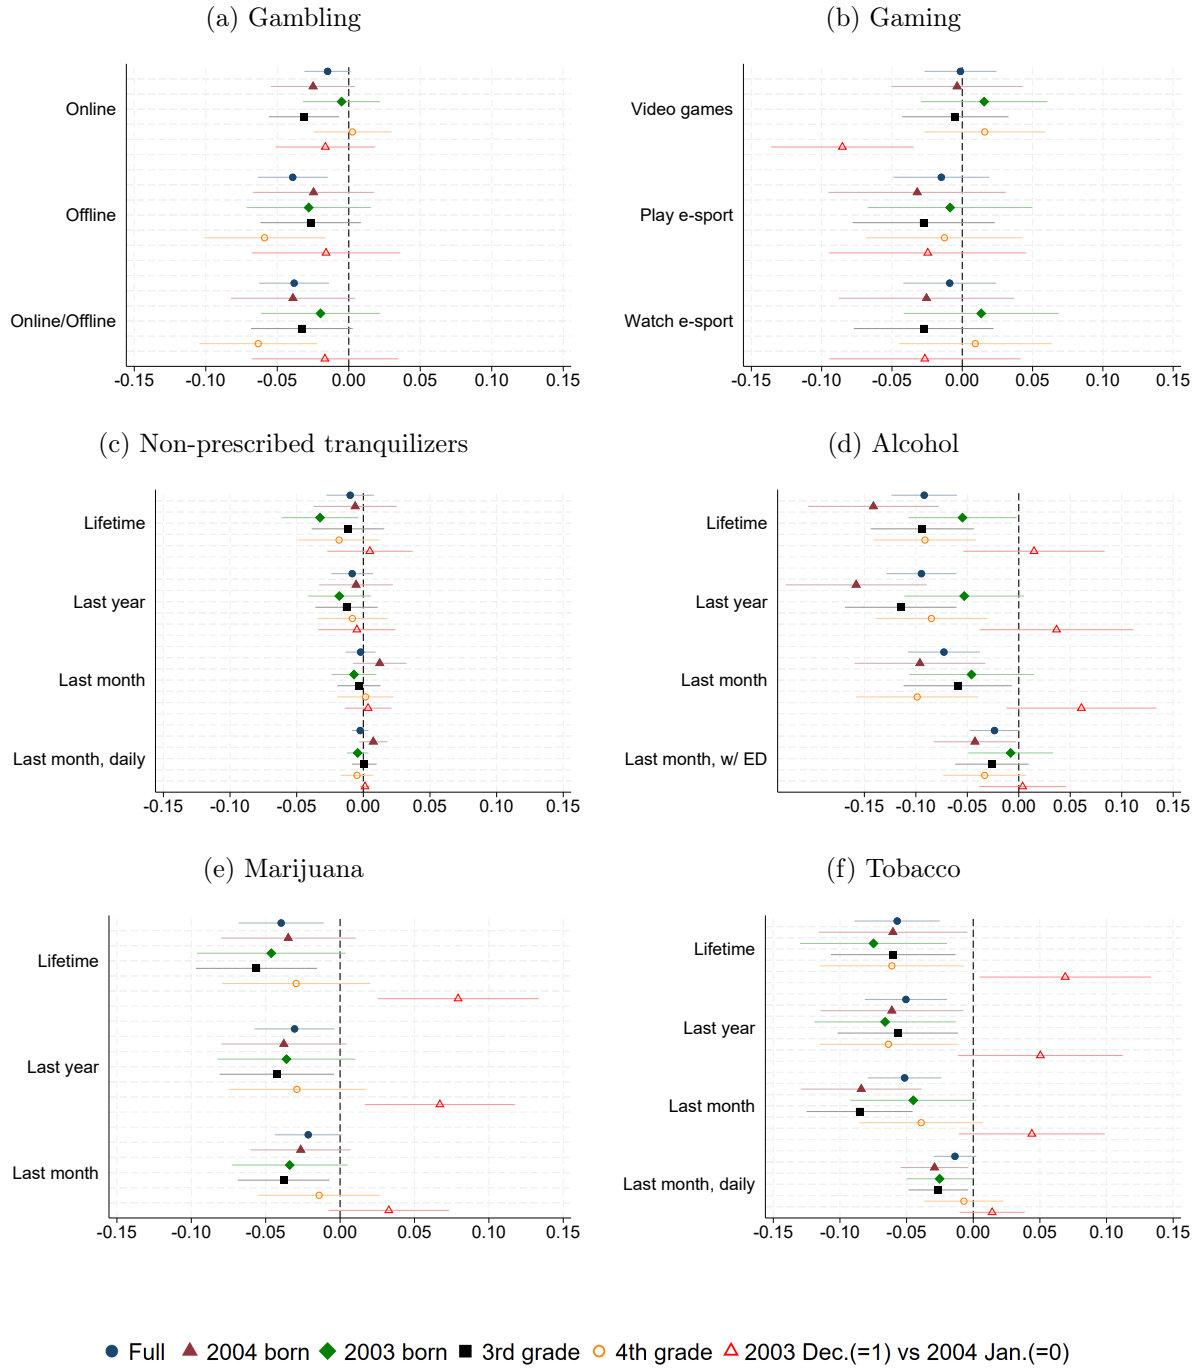 (a) Gambling
Online
Offline
Online/Offline
-0.15 -0.10 -0.05 0.00 0.05 0.10 0.15
(b) Gaming
Video games
Play e-sport
Watch e-sport
-0.15 -0.10 -0.05 0.00 0.05 0.10 0.15
(c) Non-prescribed tranquilizers
Lifetime
Last year
Last month
Last month, daily
-0.15 -0.10 -0.05 0.00 0.05 0.10 0.15
(d) Alcohol
Lifetime
Last year
Last month
Last month, w/ ED
-0.15 -0.10 -0.05 0.00 0.05 0.10 0.15
(e) Marijuana
Lifetime
Last year
Last month
-0.15 -0.10 -0.05 0.00 0.05 0.10 0.15
(f) Tobacco
Lifetime
Last year
Last month
Last month, daily
-0.15 -0.10 -0.05 0.00 0.05 0.10 0.15
Full 2004 born 2003 born 3rd grade 4th grade 2003 Dec.(=1) vs 2004 Jan.(=0)